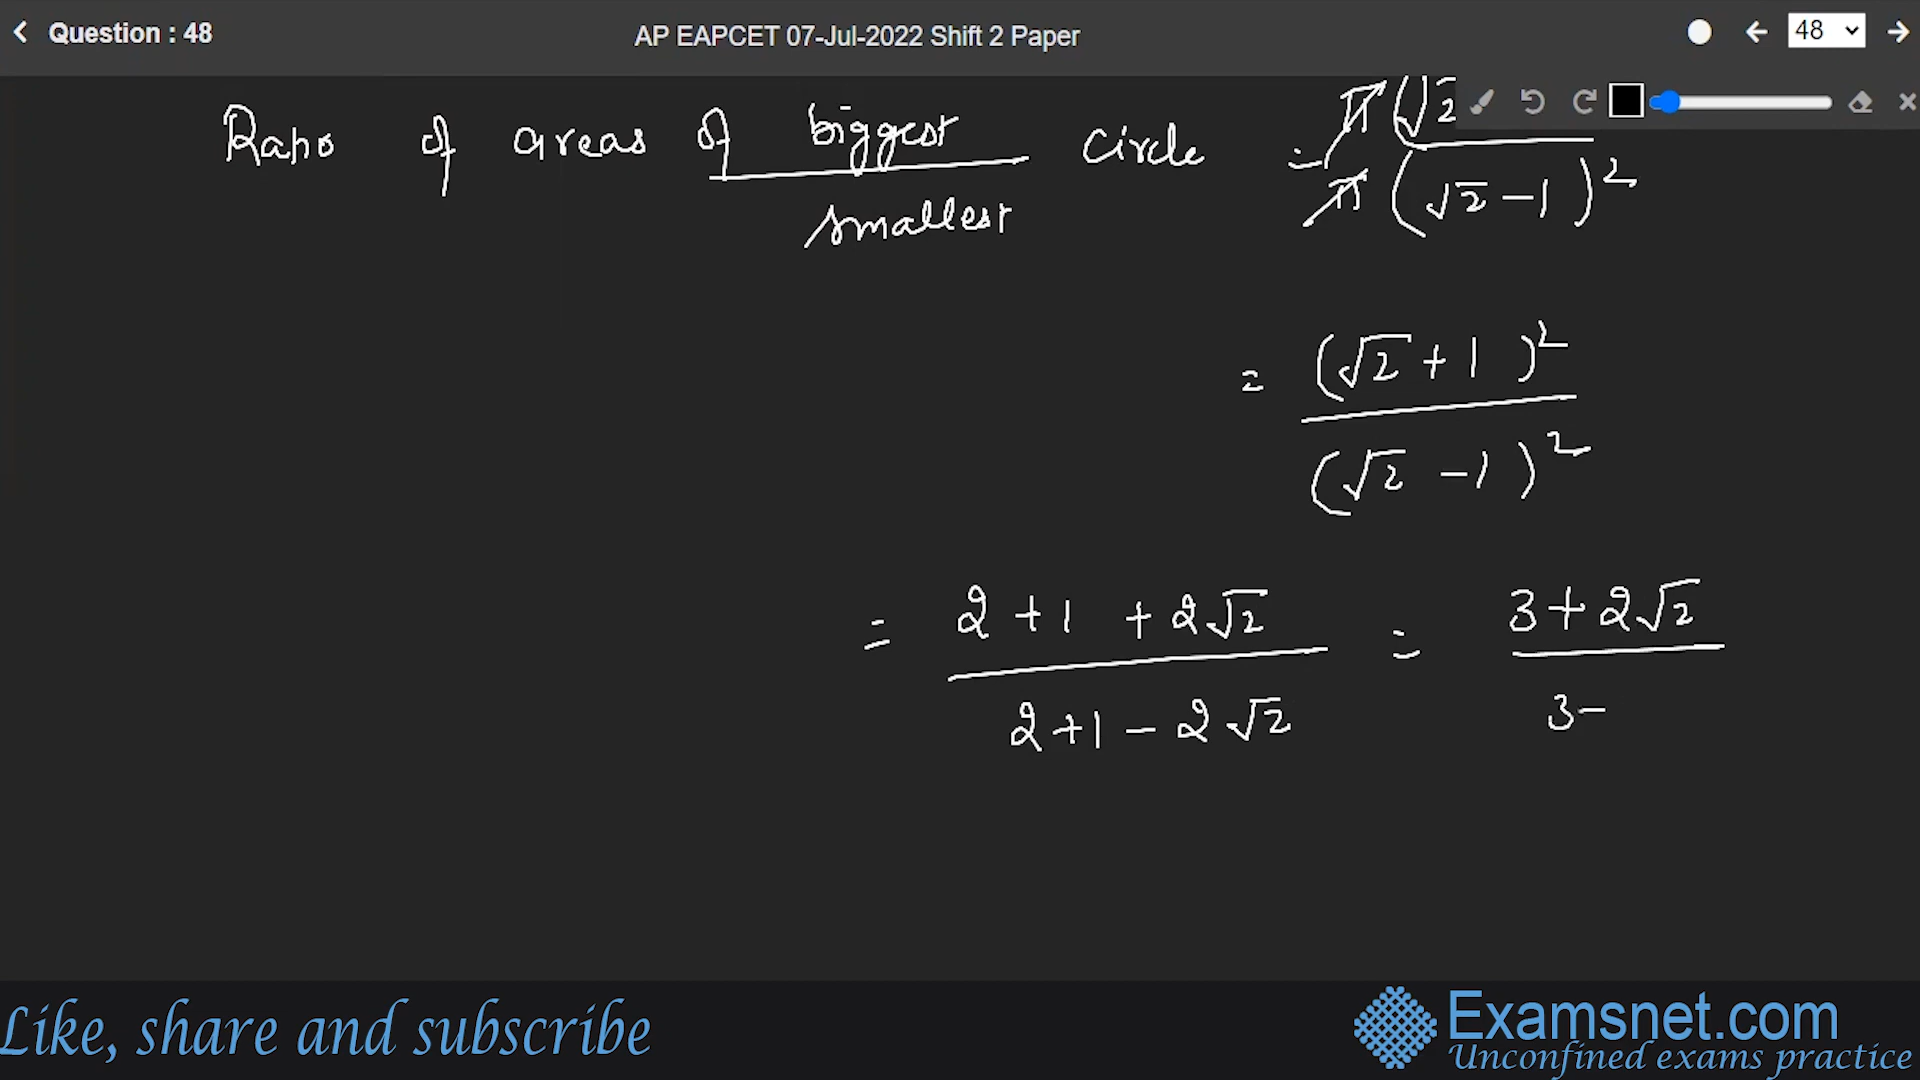 Question : 48
AP EAPCET 07-Jul-2022 Shift 2 Paper
48
Ratio of areas of biggest / smallest circle = π(√2 / π(√2 - 1)²
= (√2 + 1)² / (√2 - 1)²
= 2 + 1 + 2√2 / 2 + 1 - 2√2 = 3 + 2√2 / 3 -
Like, share and subscribe
Examsnet.com
Unconfined exams practice